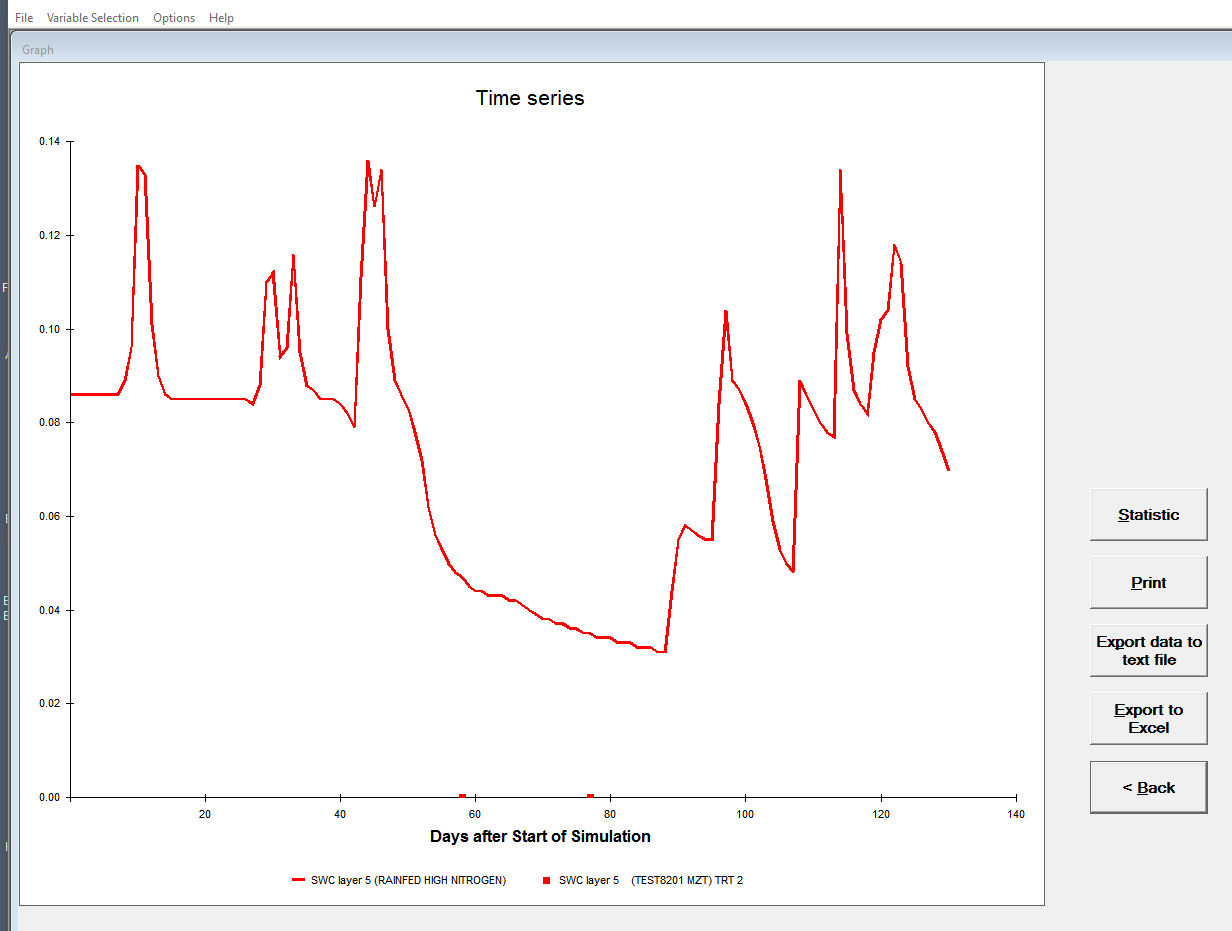 File Variable Selection Options Help
Graph
Time series
0.14
0.12
0.10
0.08
0.06
0.04
0.02
0.00
20 40 60 80 100 120 140
Days after Start of Simulation
SWC layer 5 (RAINFED HIGH NITROGEN) SWC layer 5 (TEST8201 MZT) TRT 2
Statistic
Print
Export data to
text file
Export to
Excel
< Back